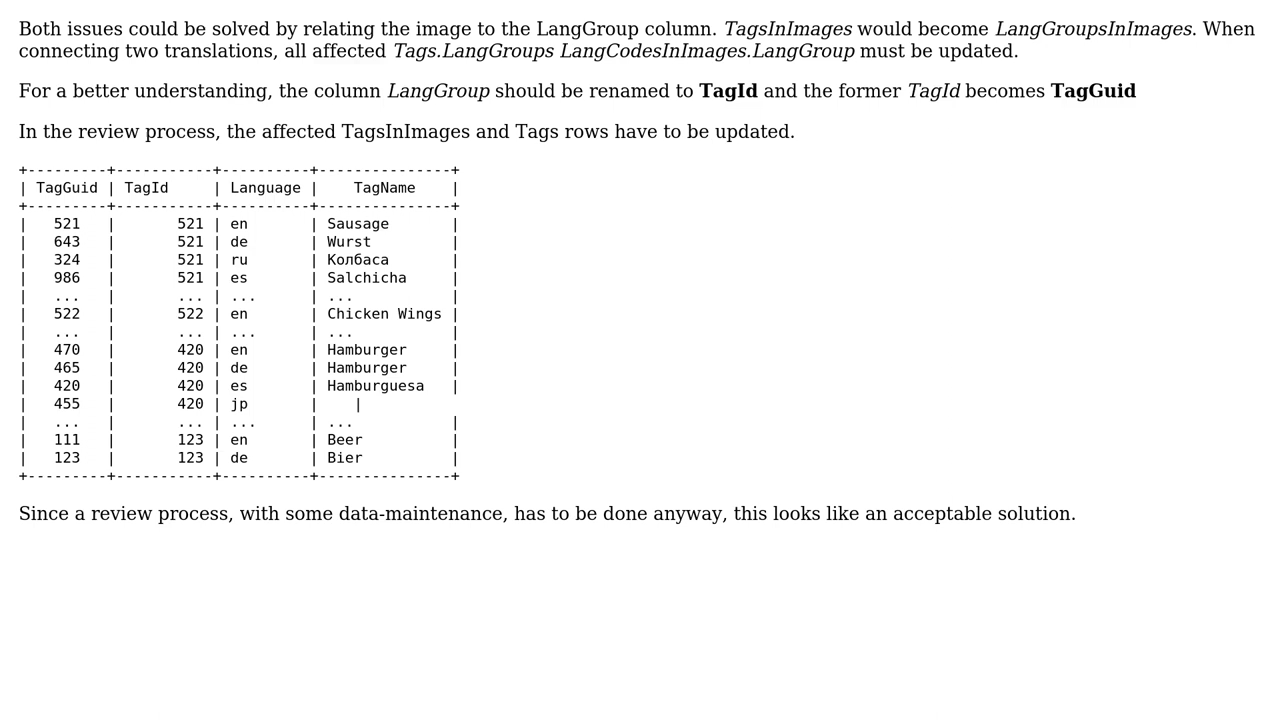 Both issues could be solved by relating the image to the LangGroup column. TagsInImages would become LangGroupsInImages. When
connecting two translations, all affected Tags.LangGroups LangCodesInImages.LangGroup must be updated.
For a better understanding, the column LangGroup should be renamed to TagId and the former TagId becomes TagGuid
In the review process, the affected TagsInImages and Tags rows have to be updated.
+---------+-----------+----------+---------------+
| TagGuid | TagId     | Language |    TagName    |
+---------+-----------+----------+---------------+
|   521   |       521 | en       | Sausage       |
|   643   |       521 | de       | Wurst         |
|   324   |       521 | ru       | Колбаса       |
|   986   |       521 | es       | Salchicha     |
|   ...   |       ... | ...      | ...           |
|   522   |       522 | en       | Chicken Wings |
|   ...   |       ... | ...      | ...           |
|   470   |       420 | en       | Hamburger     |
|   465   |       420 | de       | Hamburger     |
|   420   |       420 | es       | Hamburguesa   |
|   455   |       420 | jp       |    |
|   ...   |       ... | ...      | ...           |
|   111   |       123 | en       | Beer          |
|   123   |       123 | de       | Bier          |
+---------+-----------+----------+---------------+
Since a review process, with some data-maintenance, has to be done anyway, this looks like an acceptable solution.